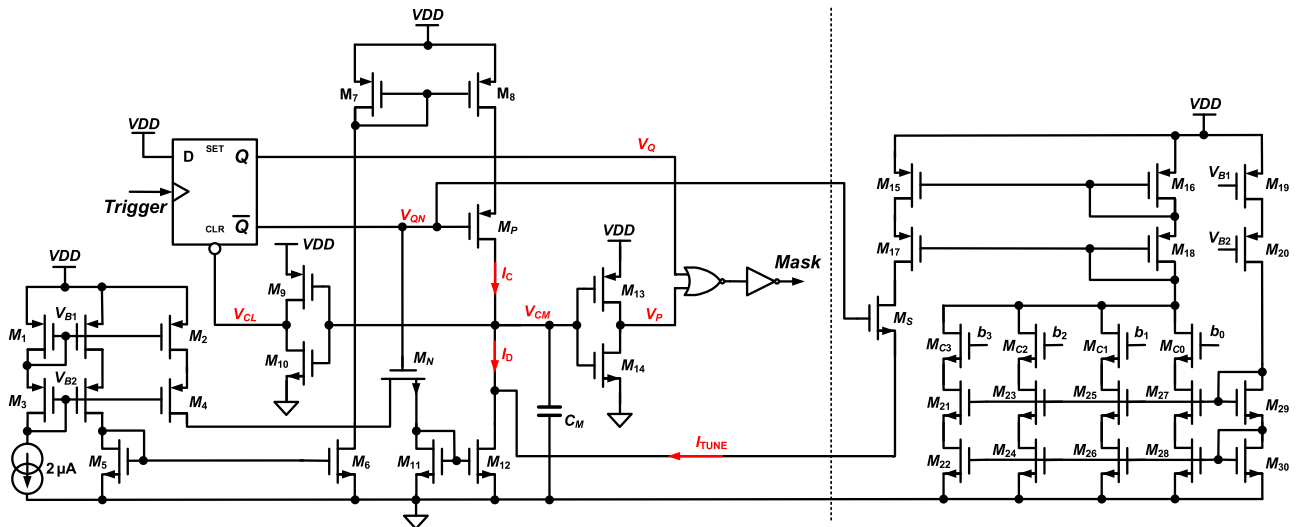 VDD
M7
M8
VDD
VDD
D
SET
Q
VQ
VB1
M15
M16
M19
Trigger
CLR
Q
VQN
MP
VDD
VDD
VB2
M17
M18
M20
Mask
VDD
IC
M9
M13
VCL
VCM
VP
MS
M1
VB1
M2
M10
ID
MN
M14
MC3
b3
MC2
b2
MC1
b1
MC0
b0
M3
VB2
M4
CM
M21
M23
M25
M27
M29
2 μA
M5
M6
M11
M12
ITUNE
M22
M24
M26
M28
M30